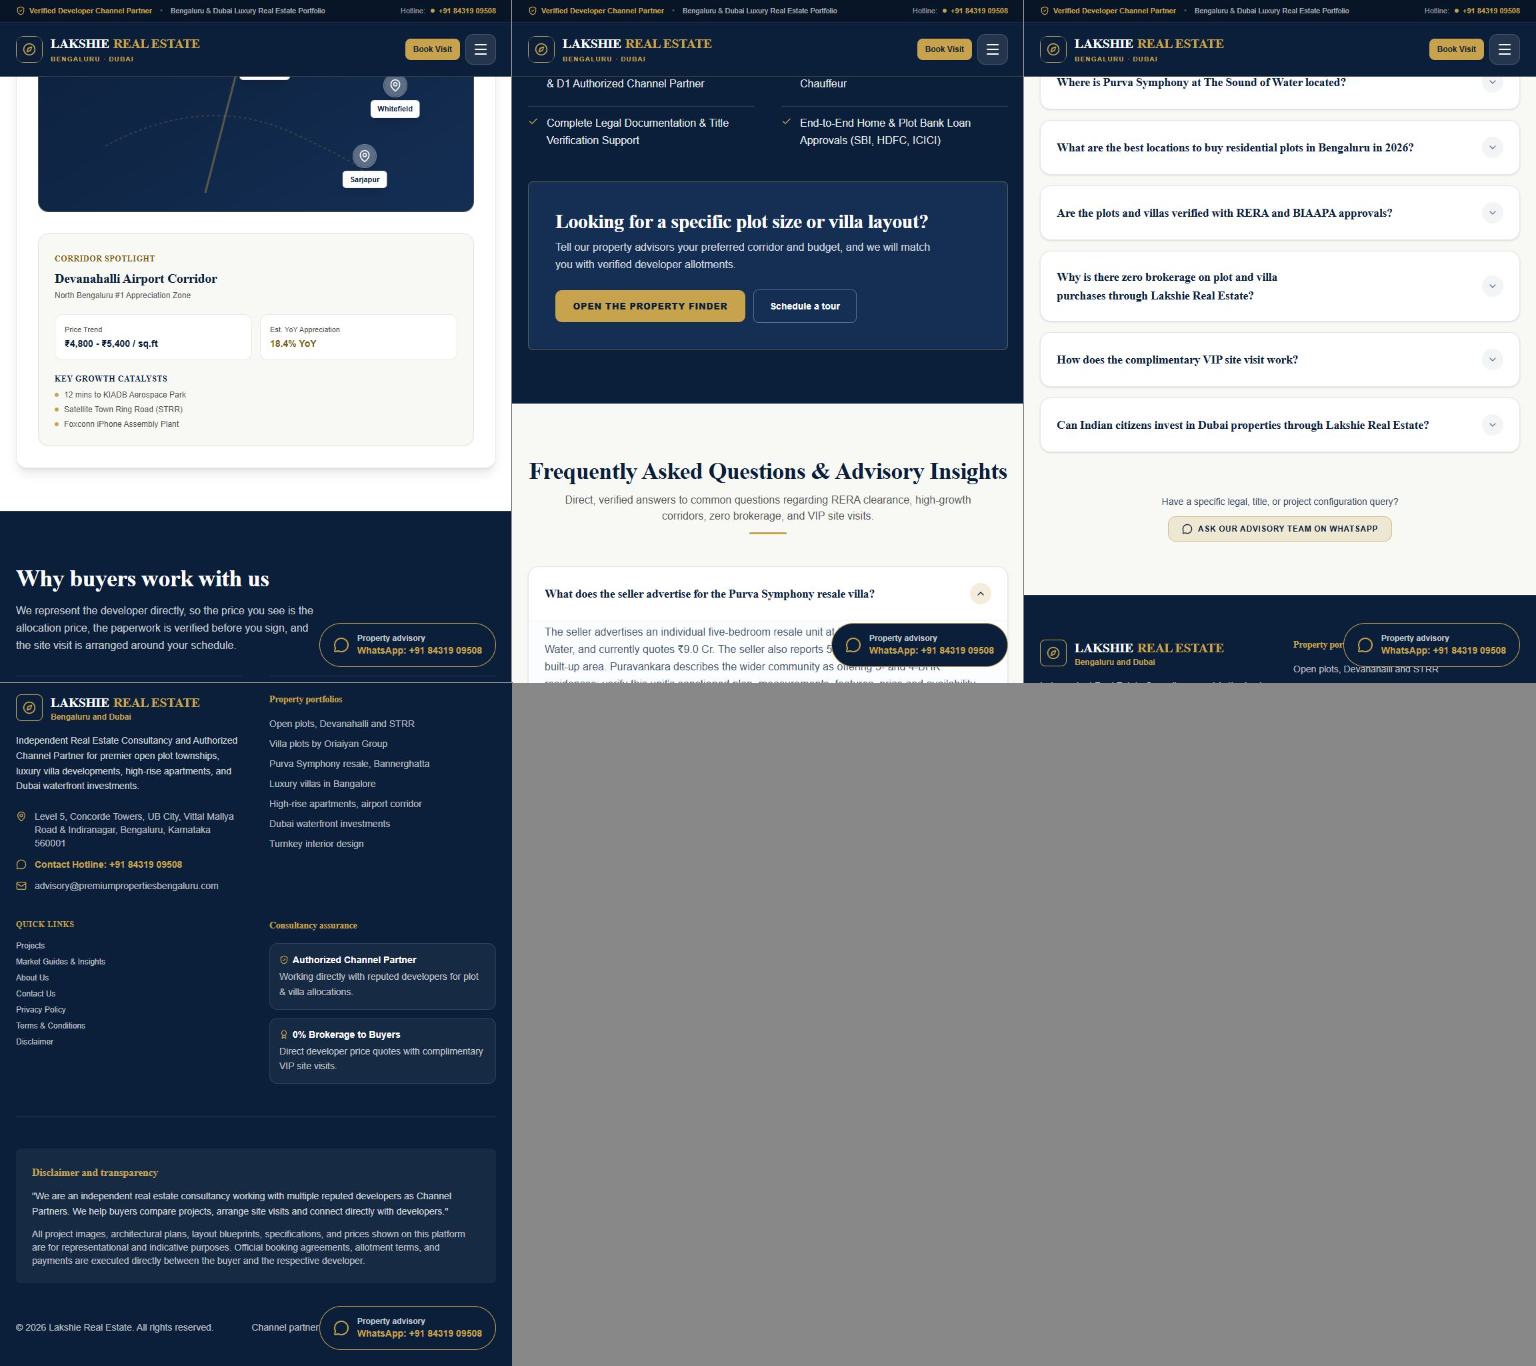 Verified Developer Channel Partner • Bengaluru & Dubai Luxury Real Estate Portfolio
Hotline: +91 84319 09508
LAKSHIE REAL ESTATE
BENGALURU · DUBAI
Book Visit
Whitefield
Sarjapur
CORRIDOR SPOTLIGHT
Devanahalli Airport Corridor
North Bengaluru #1 Appreciation Zone
Price Trend
₹4,800 - ₹5,400 / sq.ft
Est. YoY Appreciation
18.4% YoY
KEY GROWTH CATALYSTS
12 mins to KIADB Aerospace Park
Satellite Town Ring Road (STRR)
Foxconn iPhone Assembly Plant
Why buyers work with us
We represent the developer directly, so the price you see is the
allocation price, the paperwork is verified before you sign, and
the site visit is arranged around your schedule.
Property advisory
WhatsApp: +91 84319 09508
Verified Developer Channel Partner • Bengaluru & Dubai Luxury Real Estate Portfolio
Hotline: +91 84319 09508
LAKSHIE REAL ESTATE
BENGALURU · DUBAI
Book Visit
& D1 Authorized Channel Partner
Chauffeur
Complete Legal Documentation & Title
Verification Support
End-to-End Home & Plot Bank Loan
Approvals (SBI, HDFC, ICICI)
Looking for a specific plot size or villa layout?
Tell our property advisors your preferred corridor and budget, and we will match
you with verified developer allotments.
OPEN THE PROPERTY FINDER
Schedule a tour
Frequently Asked Questions & Advisory Insights
Direct, verified answers to common questions regarding RERA clearance, high-growth
corridors, zero brokerage, and VIP site visits.
What does the seller advertise for the Purva Symphony resale villa?
The seller advertises an individual five-bedroom resale unit at
Water, and currently quotes ₹9.0 Cr. The seller also reports 5
built-up area. Puravankara describes the wider community as offering 3- and 4-BHK
residences; verify this unit's sanctioned plan, measurements, features, price and availability
Property advisory
WhatsApp: +91 84319 09508
Verified Developer Channel Partner • Bengaluru & Dubai Luxury Real Estate Portfolio
Hotline: +91 84319 09508
LAKSHIE REAL ESTATE
BENGALURU · DUBAI
Book Visit
Where is Purva Symphony at The Sound of Water located?
What are the best locations to buy residential plots in Bengaluru in 2026?
Are the plots and villas verified with RERA and BIAAPA approvals?
Why is there zero brokerage on plot and villa
purchases through Lakshie Real Estate?
How does the complimentary VIP site visit work?
Can Indian citizens invest in Dubai properties through Lakshie Real Estate?
Have a specific legal, title, or project configuration query?
ASK OUR ADVISORY TEAM ON WHATSAPP
LAKSHIE REAL ESTATE
Bengaluru and Dubai
Property por
Open plots, Devanahalli and STRR
Property advisory
WhatsApp: +91 84319 09508
LAKSHIE REAL ESTATE
Bengaluru and Dubai
Independent Real Estate Consultancy and Authorized
Channel Partner for premier open plot townships,
luxury villa developments, high-rise apartments, and
Dubai waterfront investments.
Level 5, Concorde Towers, UB City, Vittal Mallya
Road & Indiranagar, Bengaluru, Karnataka
560001
Contact Hotline: +91 84319 09508
advisory@premiumpropertiesbengaluru.com
Property portfolios
Open plots, Devanahalli and STRR
Villa plots by Oriaiyan Group
Purva Symphony resale, Bannerghatta
Luxury villas in Bangalore
High-rise apartments, airport corridor
Dubai waterfront investments
Turnkey interior design
QUICK LINKS
Projects
Market Guides & Insights
About Us
Contact Us
Privacy Policy
Terms & Conditions
Disclaimer
Consultancy assurance
Authorized Channel Partner
Working directly with reputed developers for plot
& villa allocations.
0% Brokerage to Buyers
Direct developer price quotes with complimentary
VIP site visits.
Disclaimer and transparency
"We are an independent real estate consultancy working with multiple reputed developers as Channel
Partners. We help buyers compare projects, arrange site visits and connect directly with developers."
All project images, architectural plans, layout blueprints, specifications, and prices shown on this platform
are for representational and indicative purposes. Official booking agreements, allotment terms, and
payments are executed directly between the buyer and the respective developer.
© 2026 Lakshie Real Estate. All rights reserved.
Channel partner
Property advisory
WhatsApp: +91 84319 09508